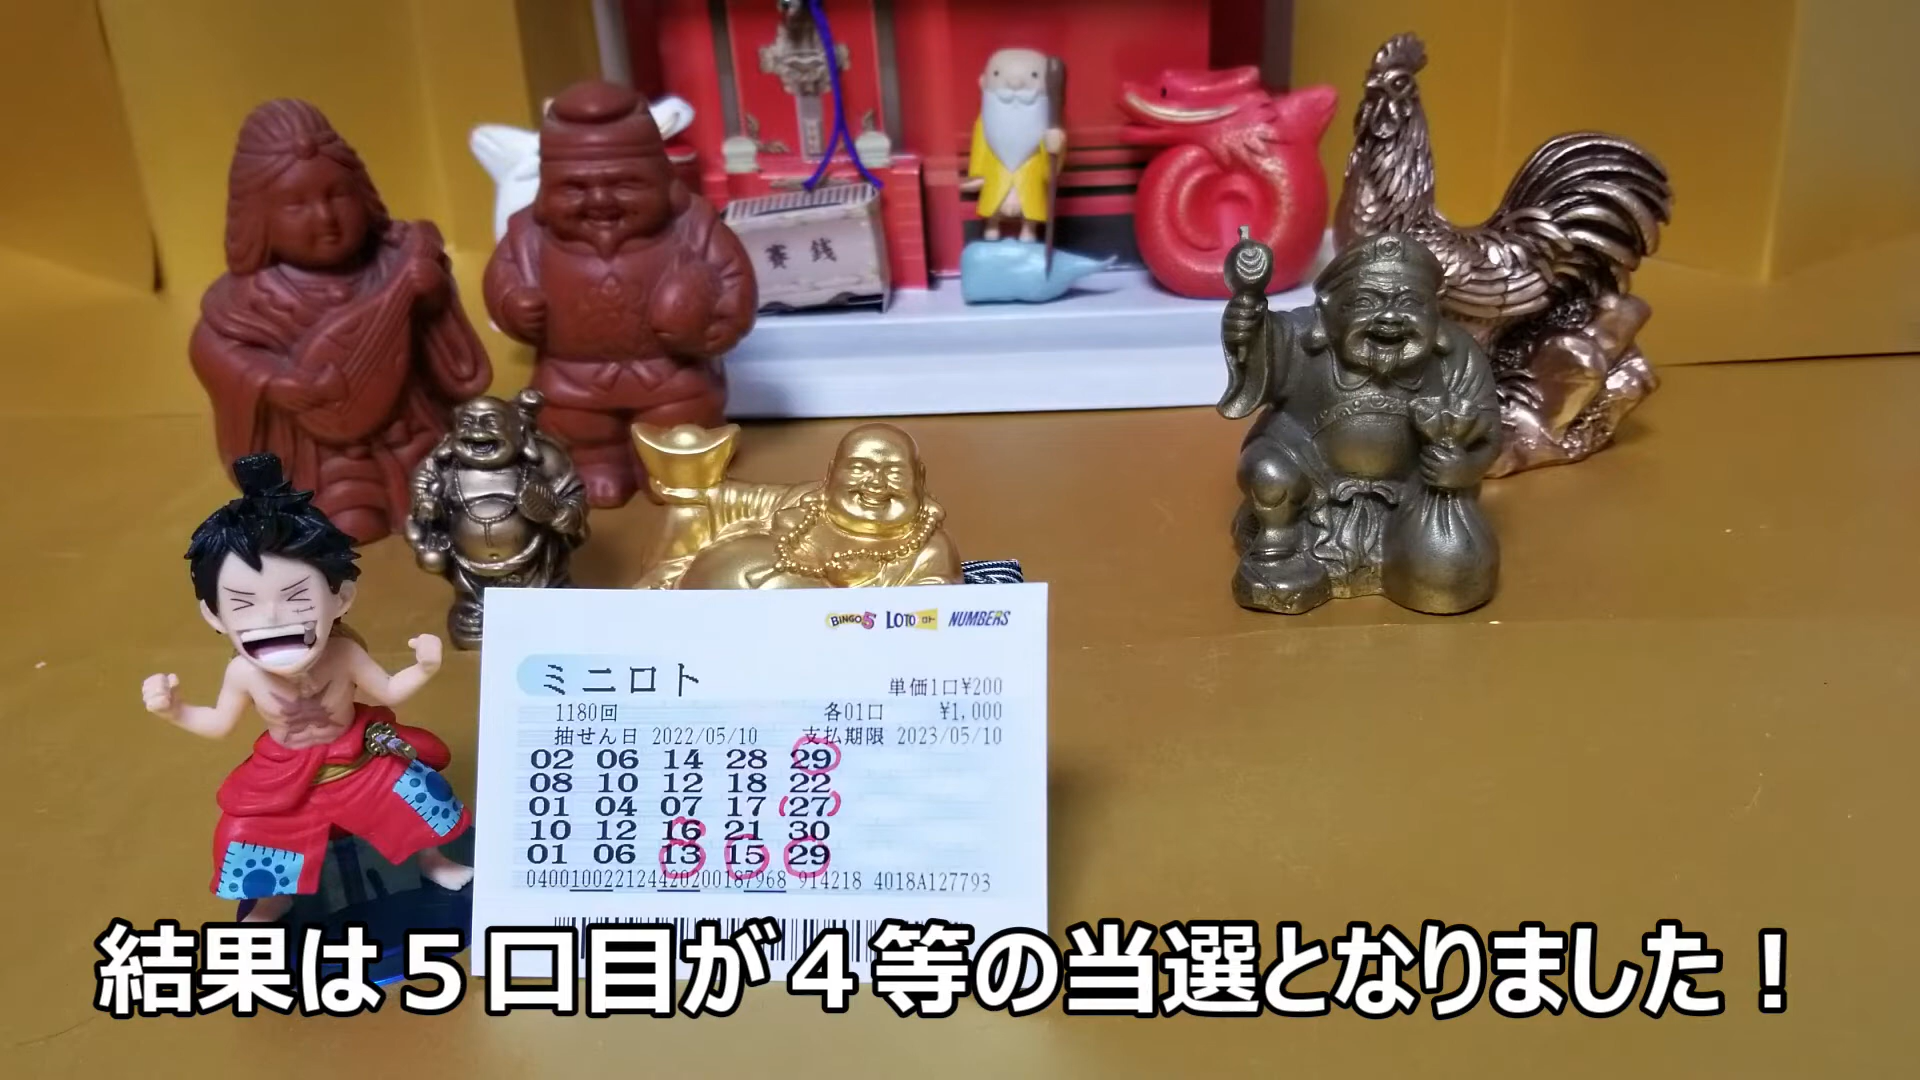 賽銭
BINGO5 LOTO ロト NUMBERS
ミニロト
単価1口¥200
1180回 各01口 ¥1,000
抽せん日 2022/05/10 支払期限 2023/05/10
02 06 14 28 29
08 10 12 18 22
01 04 07 17 (27)
10 12 16 21 30
01 06 13 15 29
040010022124420200187968 914218 4018A127793
結果は５口目が４等の当選となりました！